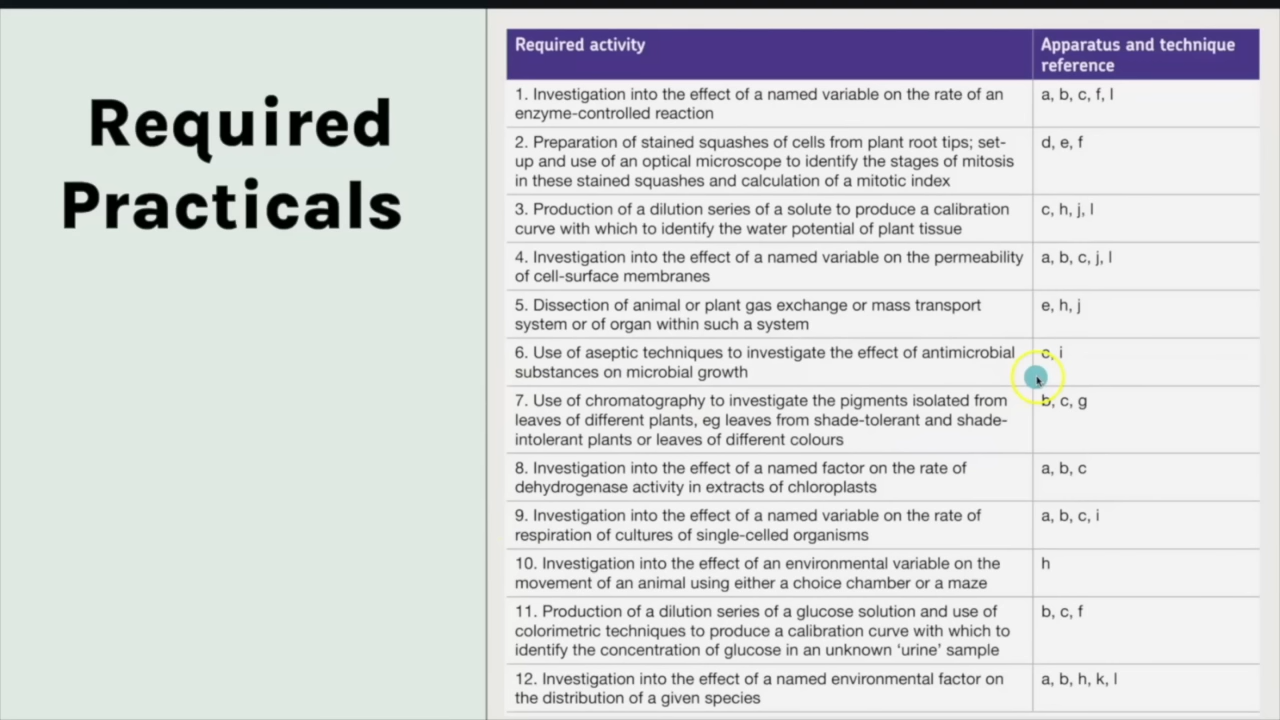 Required
Practicals
Required activity
Apparatus and technique
reference
1. Investigation into the effect of a named variable on the rate of an
enzyme-controlled reaction
a, b, c, f, l
2. Preparation of stained squashes of cells from plant root tips; set-
up and use of an optical microscope to identify the stages of mitosis
in these stained squashes and calculation of a mitotic index
d, e, f
3. Production of a dilution series of a solute to produce a calibration
curve with which to identify the water potential of plant tissue
c, h, j, l
4. Investigation into the effect of a named variable on the permeability
of cell-surface membranes
a, b, c, j, l
5. Dissection of animal or plant gas exchange or mass transport
system or of organ within such a system
e, h, j
6. Use of aseptic techniques to investigate the effect of antimicrobial
substances on microbial growth
c, i
7. Use of chromatography to investigate the pigments isolated from
leaves of different plants, eg leaves from shade-tolerant and shade-
intolerant plants or leaves of different colours
b, c, g
8. Investigation into the effect of a named factor on the rate of
dehydrogenase activity in extracts of chloroplasts
a, b, c
9. Investigation into the effect of a named variable on the rate of
respiration of cultures of single-celled organisms
a, b, c, i
10. Investigation into the effect of an environmental variable on the
movement of an animal using either a choice chamber or a maze
h
11. Production of a dilution series of a glucose solution and use of
colorimetric techniques to produce a calibration curve with which to
identify the concentration of glucose in an unknown ‘urine’ sample
b, c, f
12. Investigation into the effect of a named environmental factor on
the distribution of a given species
a, b, h, k, l